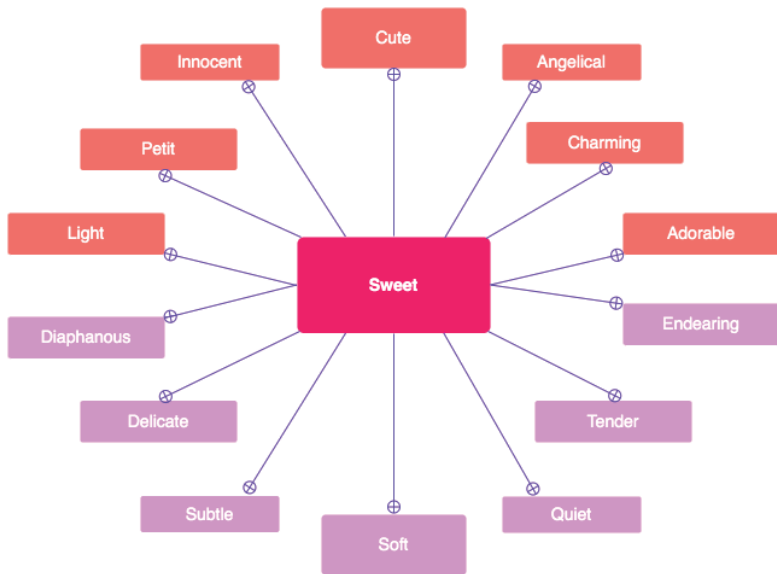 Cute
Innocent
Angelical
Petit
Charming
Light
Adorable
Sweet
Diaphanous
Endearing
Delicate
Tender
Subtle
Quiet
Soft